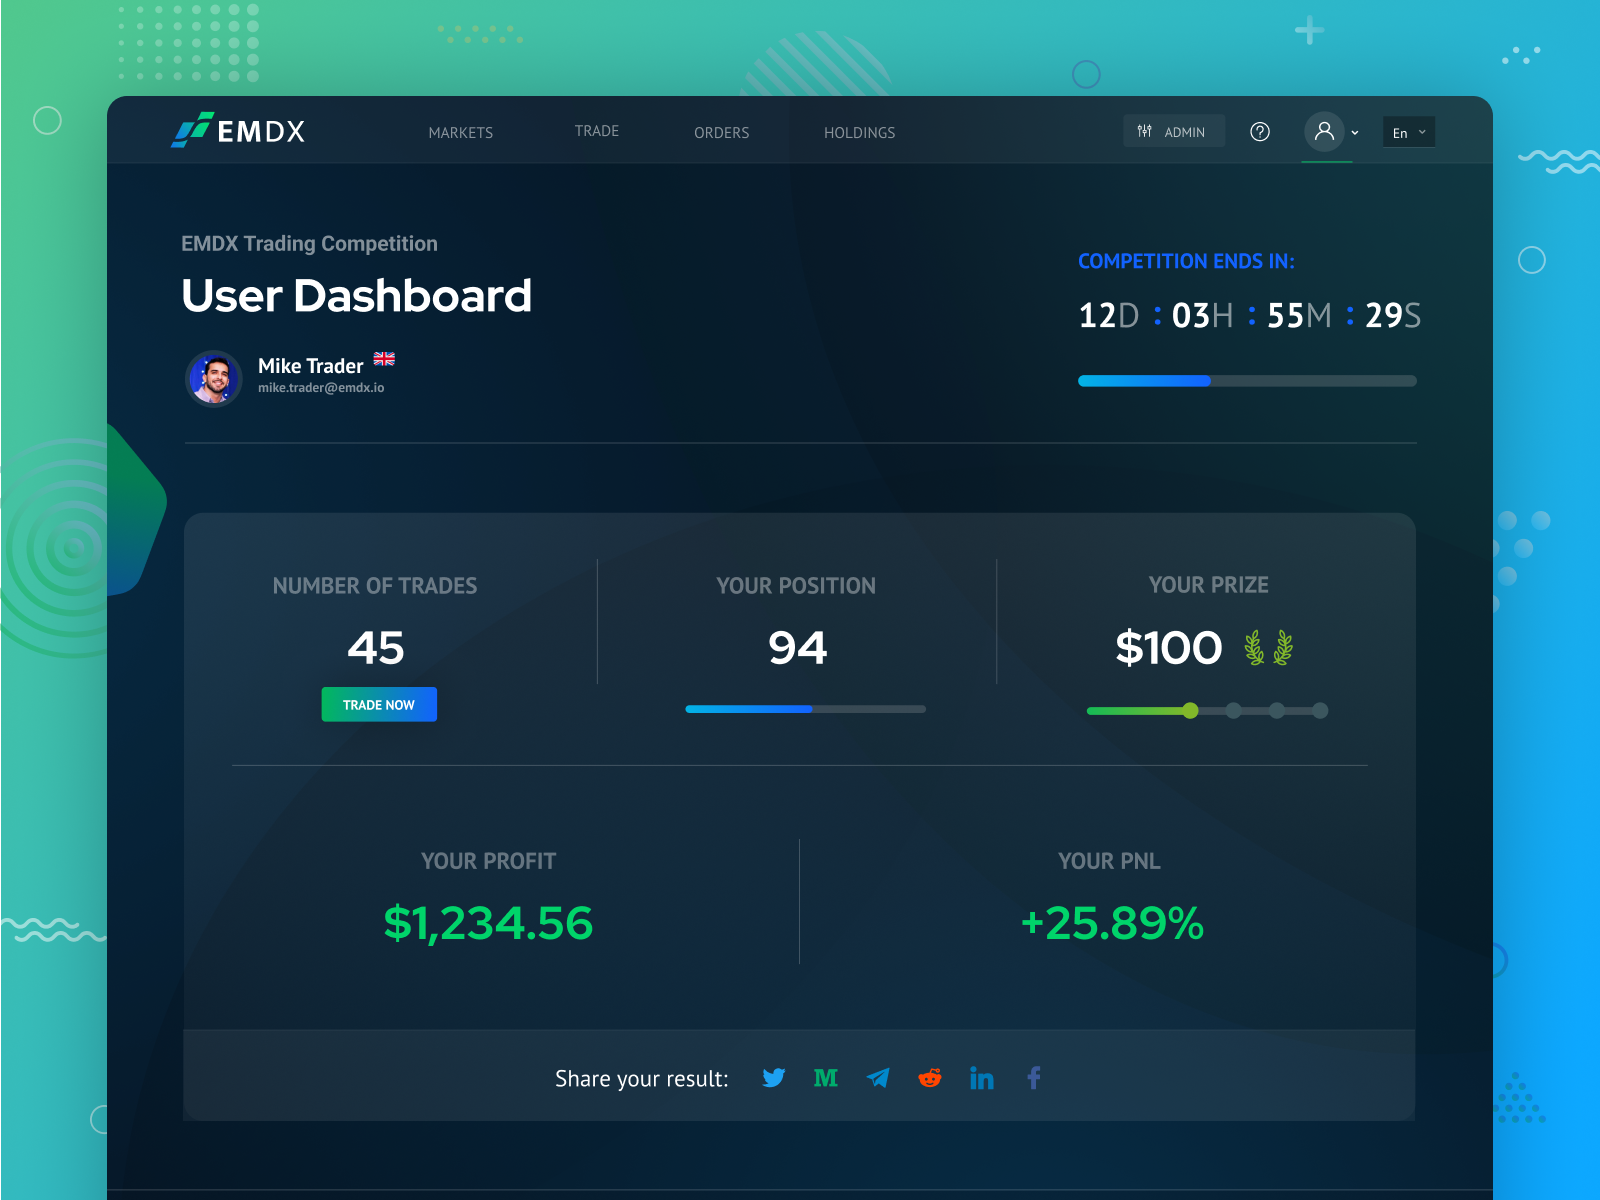 EMDX
MARKETS
TRADE
ORDERS
HOLDINGS
ADMIN
En
EMDX Trading Competition
User Dashboard
Mike Trader
mike.trader@emdx.io
COMPETITION ENDS IN:
12D : 03H : 55M : 29S
NUMBER OF TRADES
45
TRADE NOW
YOUR POSITION
94
YOUR PRIZE
$100
YOUR PROFIT
$1,234.56
YOUR PNL
+25.89%
Share your result: